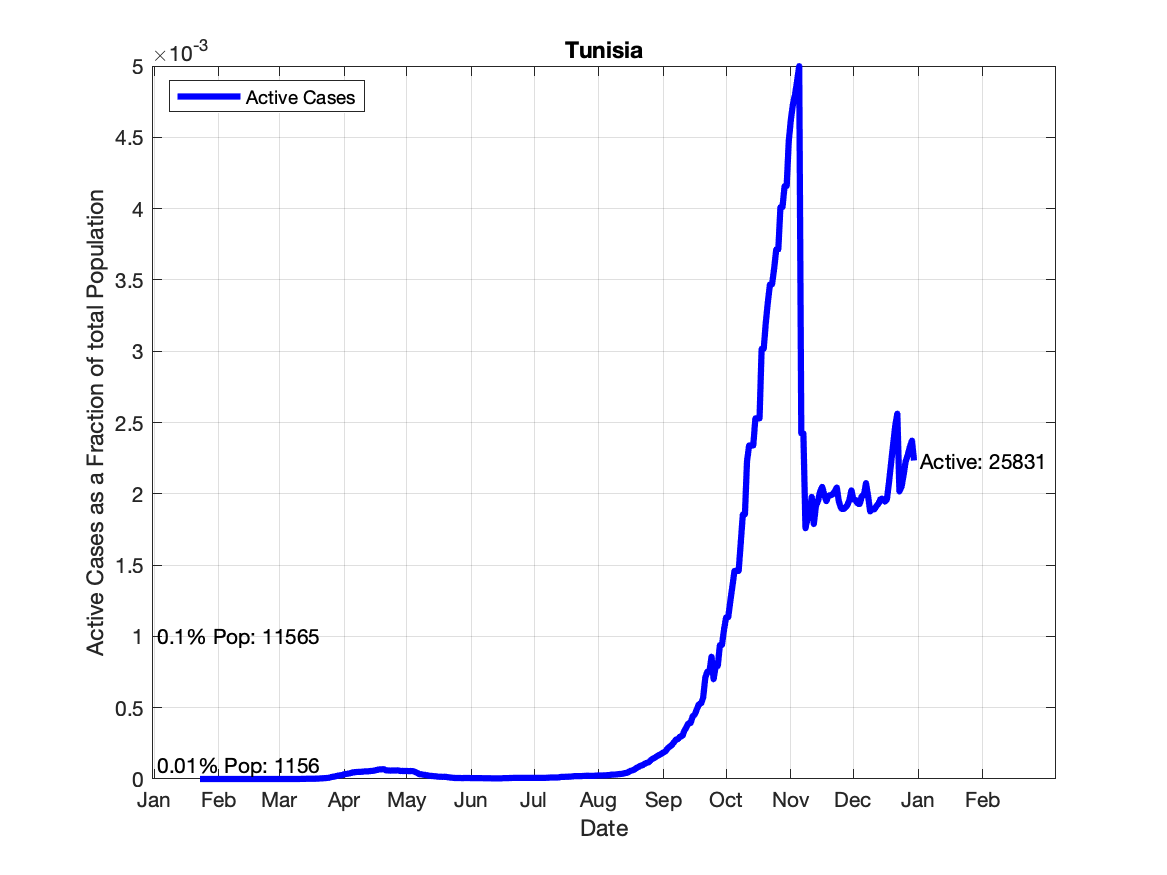 Tunisia
×10-3
Active Cases
5
4.5
4
3.5
3
2.5
2
1.5
1
0.5
0
Active Cases as a Fraction of total Population
Active: 25831
0.1% Pop: 11565
0.01% Pop: 1156
Jan Feb Mar Apr May Jun Jul Aug Sep Oct Nov Dec Jan Feb
Date